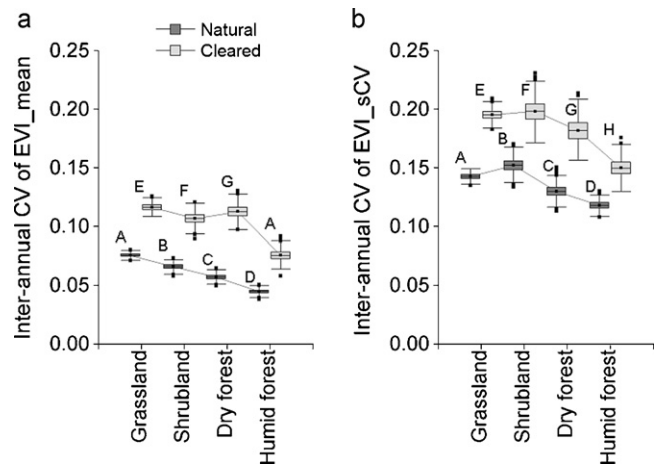 a
Natural
Cleared
Inter-annual CV of EVI_mean
0.25
0.20
0.15
0.10
0.05
0.00
E
F
G
A
A
B
C
D
Grassland
Shrubland
Dry forest
Humid forest
b
Inter-annual CV of EVI_sCV
0.25
0.20
0.15
0.10
0.05
0.00
E
F
G
H
A
B
C
D
Grassland
Shrubland
Dry forest
Humid forest